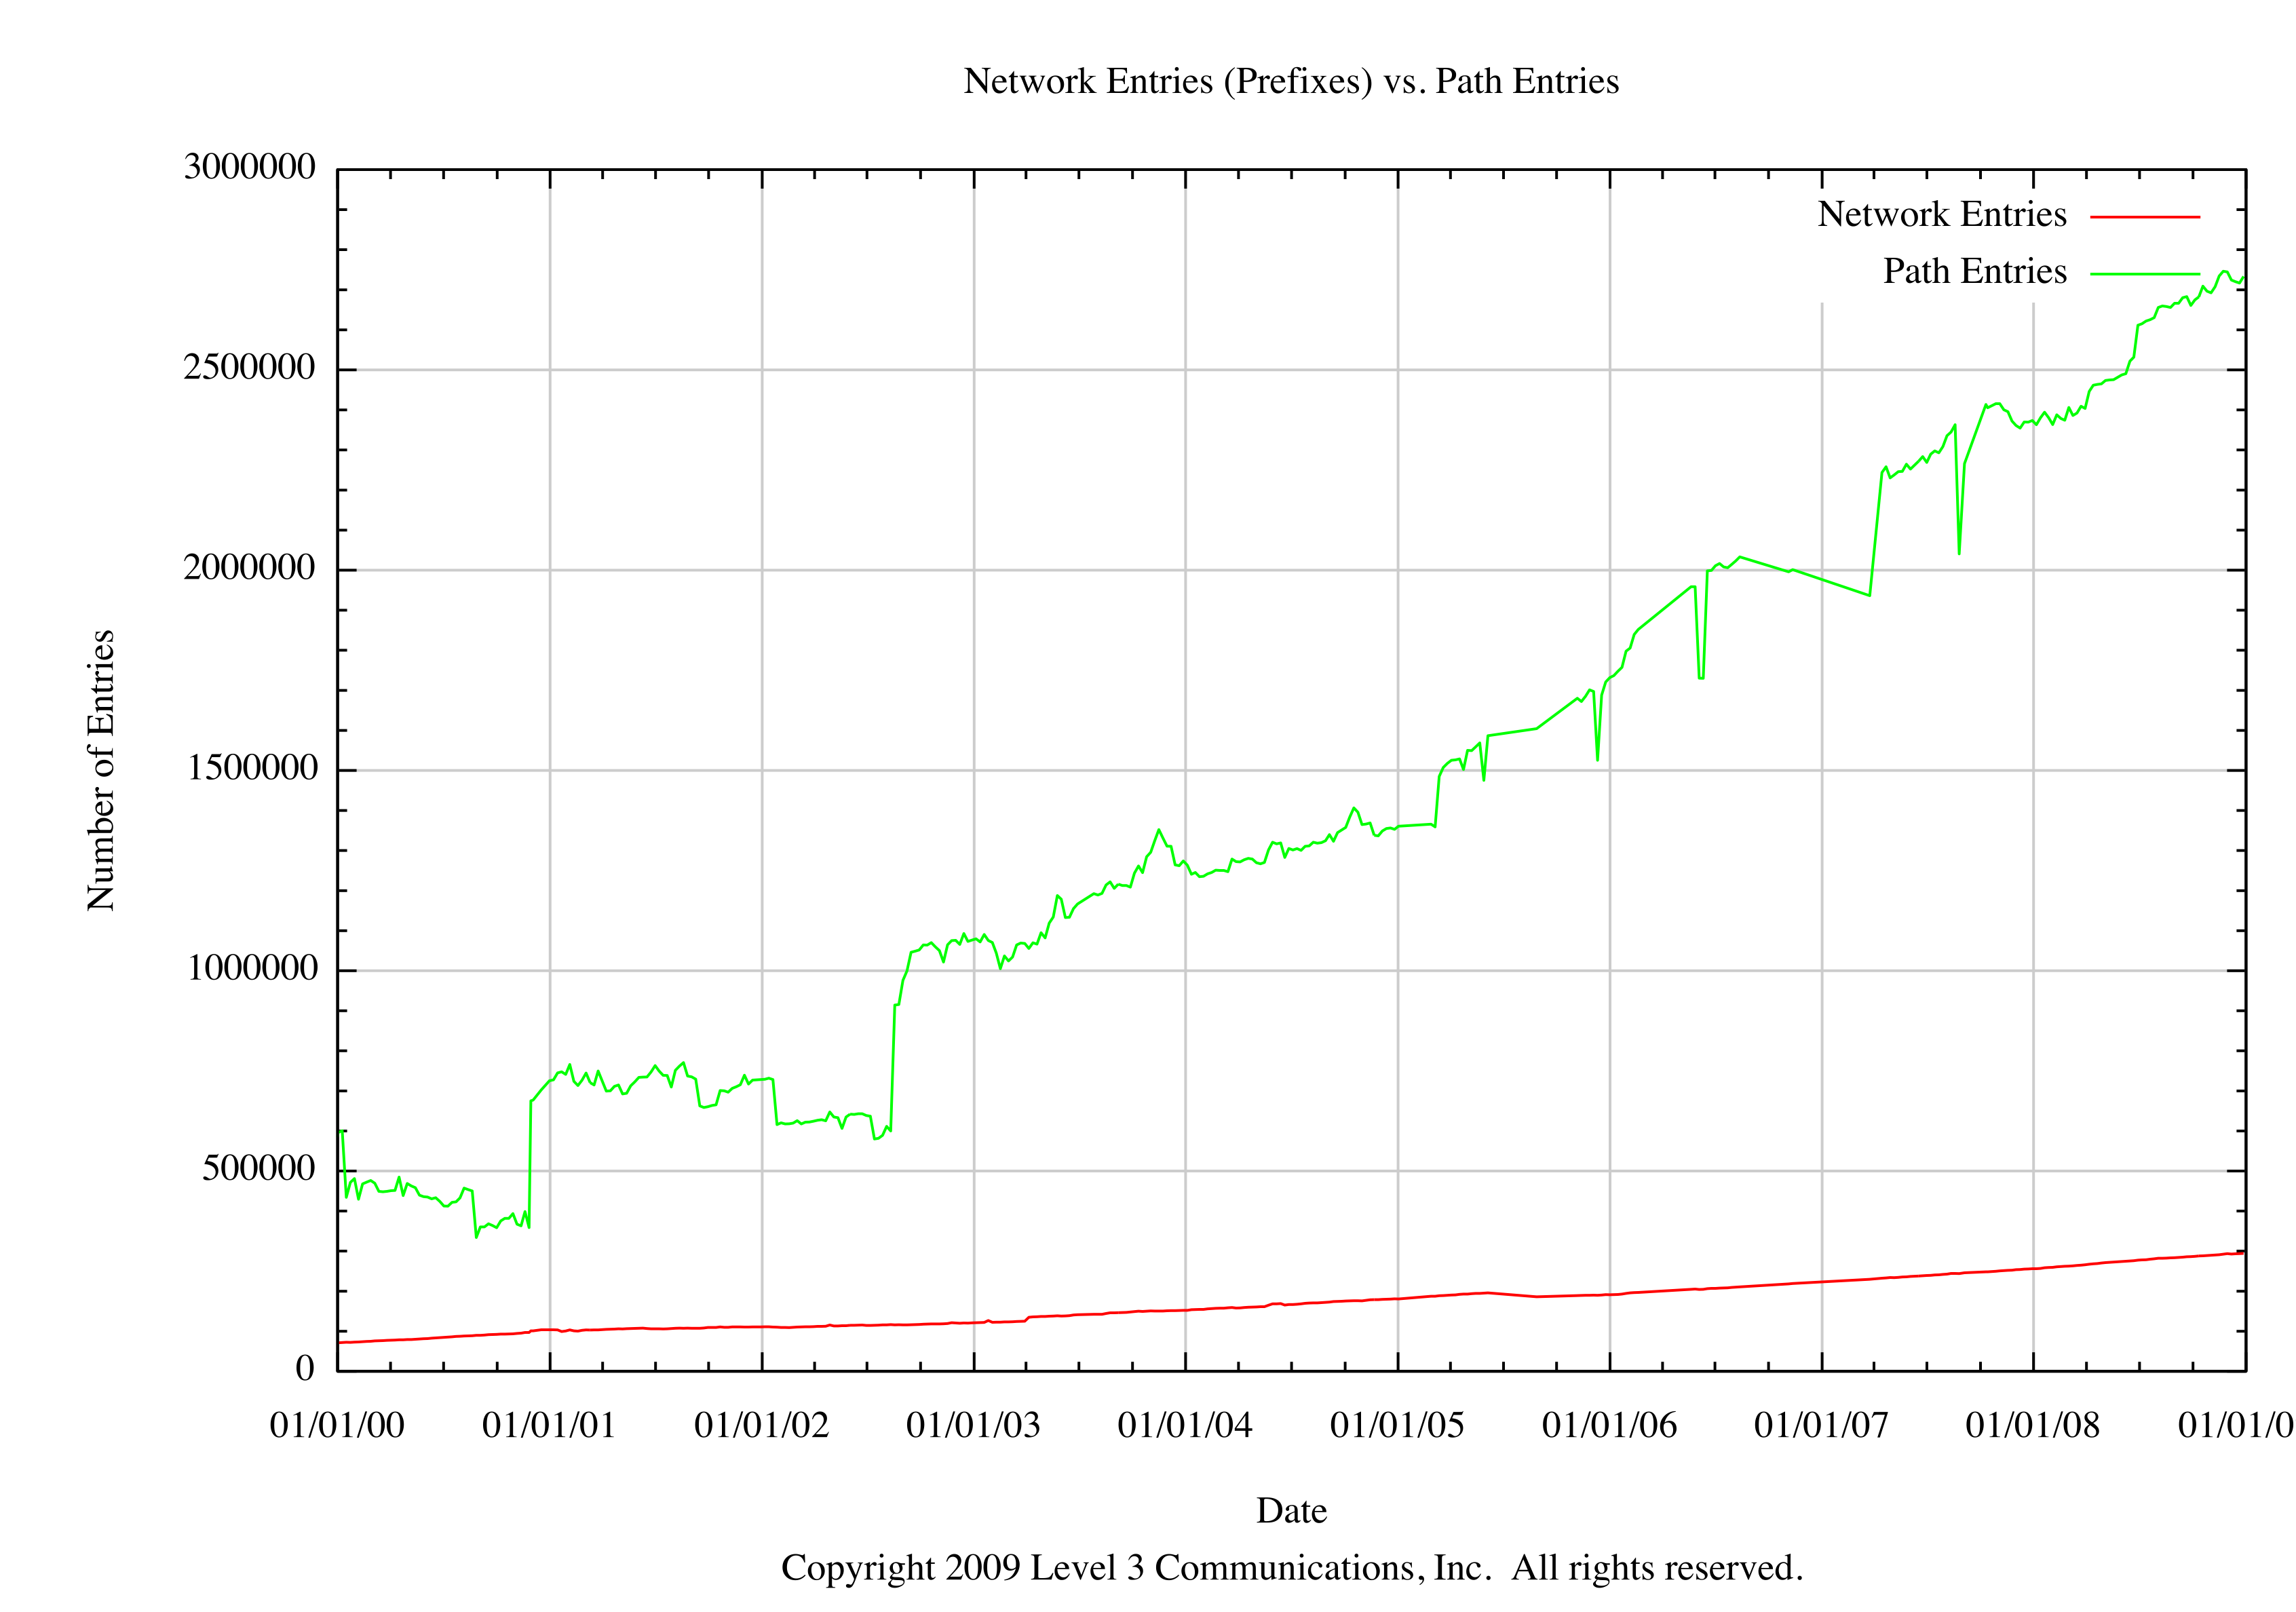 Network Entries (Prefixes) vs. Path Entries
3000000
Network Entries
Path Entries
2500000
2000000
1500000
1000000
500000
0
Number of Entries
01/01/00 01/01/01 01/01/02 01/01/03 01/01/04 01/01/05 01/01/06 01/01/07 01/01/08 01/01/0
Date
Copyright 2009 Level 3 Communications, Inc. All rights reserved.